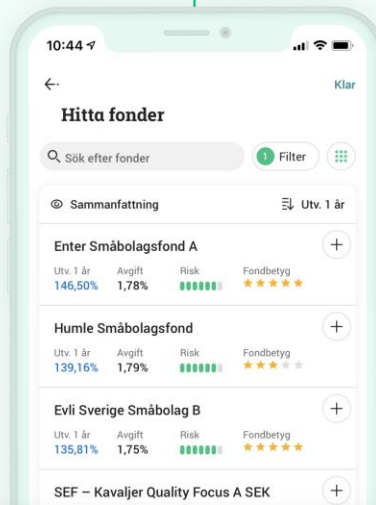 10:44
Klar
Hitta fonder
Sök efter fonder
1 Filter
Sammanfattning Utv. 1 år
Enter Småbolagsfond A
Utv. 1 år Avgift Risk Fondbetyg
146,50% 1,78%
Humle Småbolagsfond
Utv. 1 år Avgift Risk Fondbetyg
139,16% 1,79%
Evli Sverige Småbolag B
Utv. 1 år Avgift Risk Fondbetyg
135,81% 1,75%
SEF – Kavaljer Quality Focus A SEK